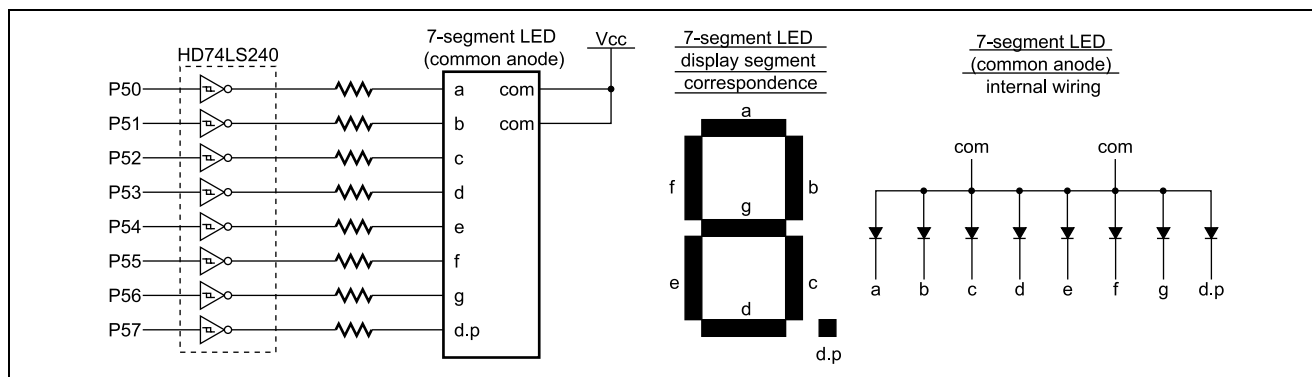 HD74LS240
P50
P51
P52
P53
P54
P55
P56
P57
7-segment LED
(common anode)
a com
b com
c
d
e
f
g
d.p
Vcc
7-segment LED
display segment
correspondence
a
f
b
g
e
c
d
d.p
7-segment LED
(common anode)
internal wiring
com com
a b c d e f g d.p